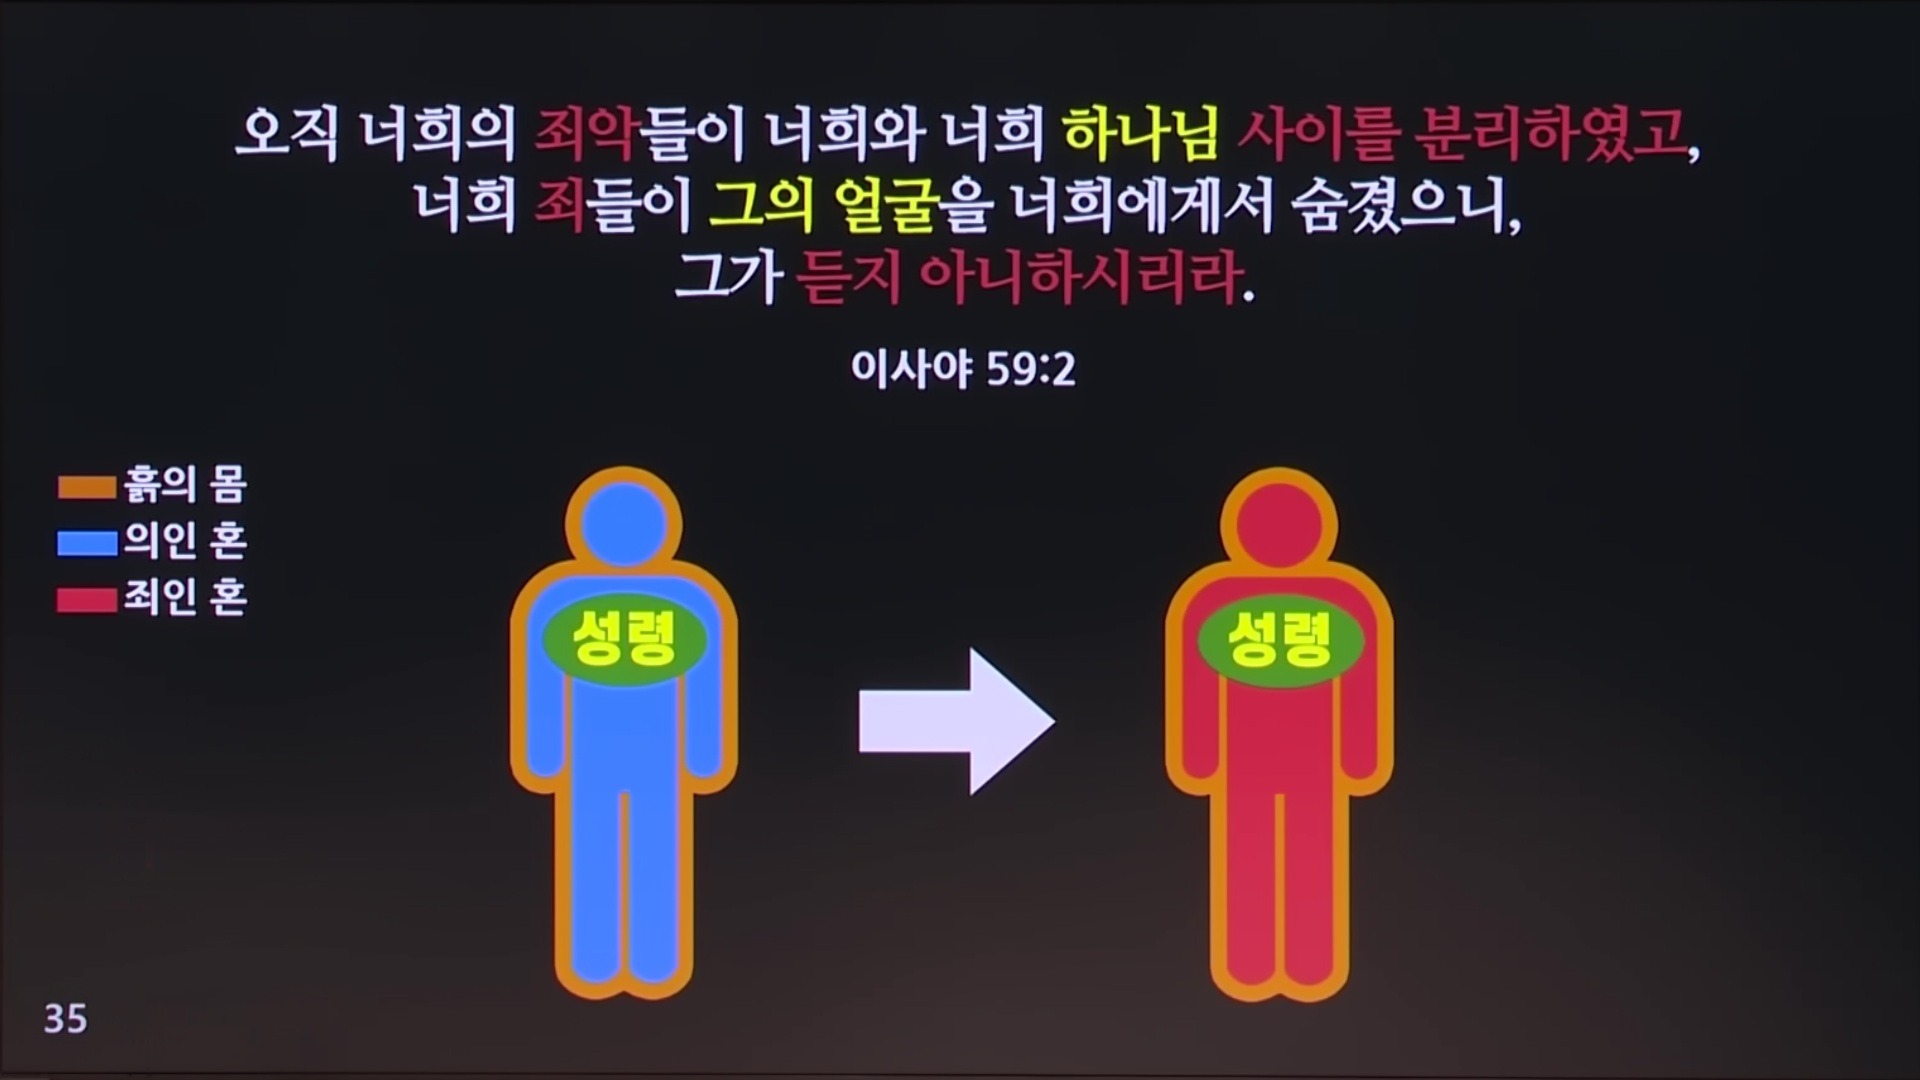 오직 너희의 죄악들이 너희와 너희 하나님 사이를 분리하였고,
너희 죄들이 그의 얼굴을 너희에게서 숨겼으니,
그가 듣지 아니하시리라.
이사야 59:2
흙의 몸
의인 혼
죄인 혼
성령
성령
35